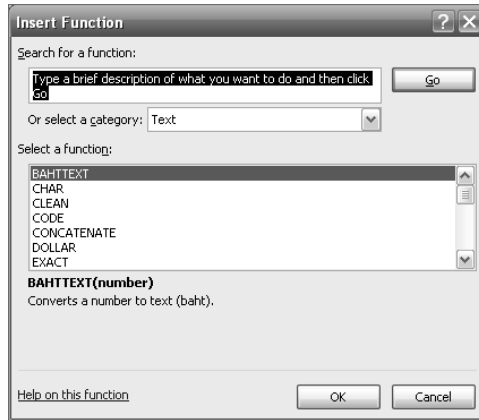 Insert Function
Search for a function:
Type a brief description of what you want to do and then click
Go
Go
Or select a category: Text
Select a function:
BAHTTEXT
CHAR
CLEAN
CODE
CONCATENATE
DOLLAR
EXACT
BAHTTEXT(number)
Converts a number to text (baht).
Help on this function
OK
Cancel